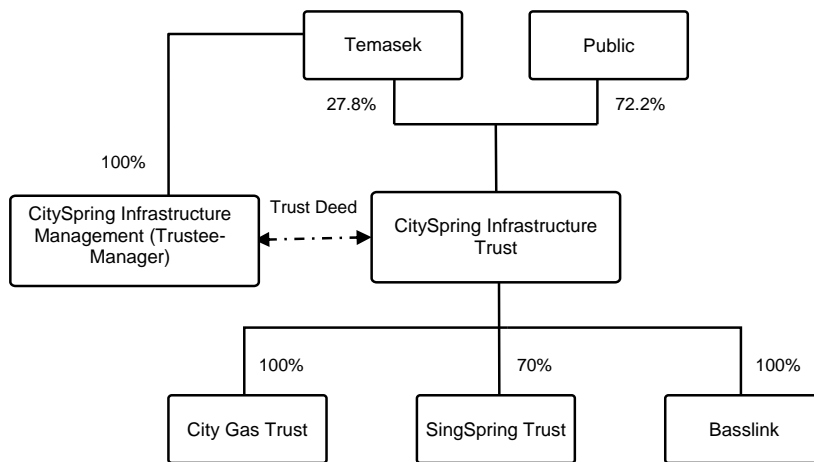 Temasek
Public
27.8%
72.2%
100%
CitySpring Infrastructure
Management (Trustee-
Manager)
Trust Deed
CitySpring Infrastructure
Trust
100%
70%
100%
City Gas Trust
SingSpring Trust
Basslink